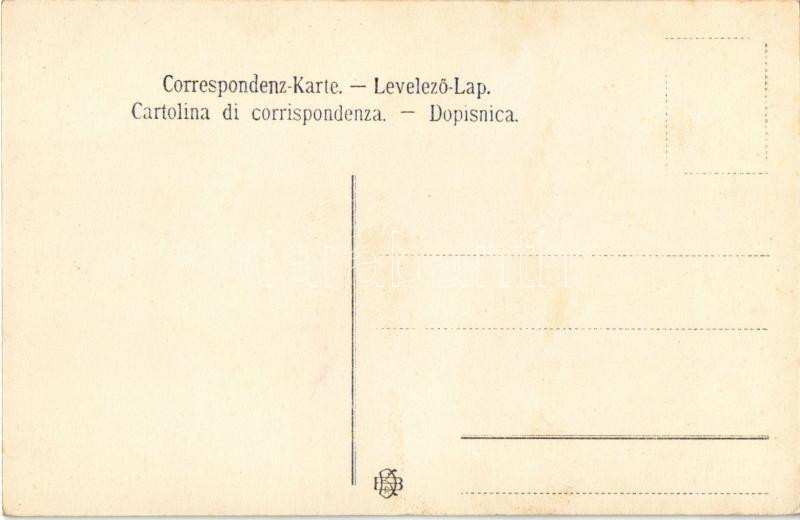 Correspondenz-Karte. — Levelező-Lap.
Cartolina di corrispondenza. — Dopisnica.
darabanth